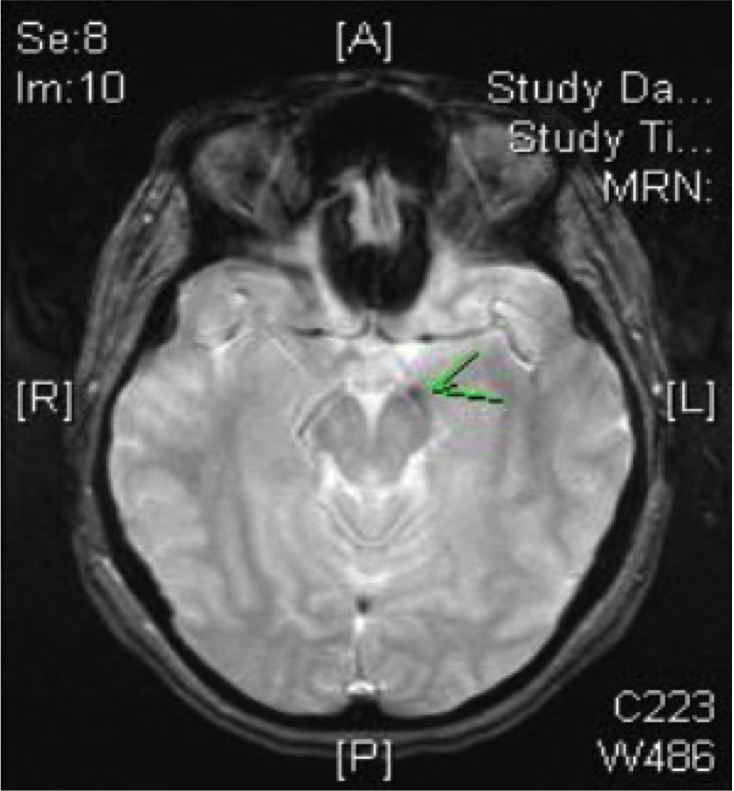 Se:8
[A]
Im:10
Study Da...
Study Ti...
MRN:
[R]
[L]
C223
W486
[P]